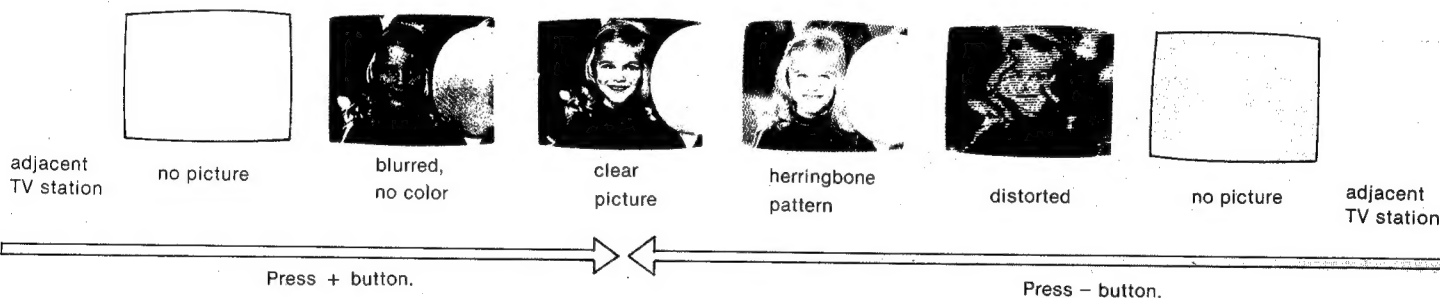 adjacent
TV station
no picture
blurred,
no color
clear
picture
herringbone
pattern
distorted
no picture
adjacent
TV station
Press + button.
Press – button.